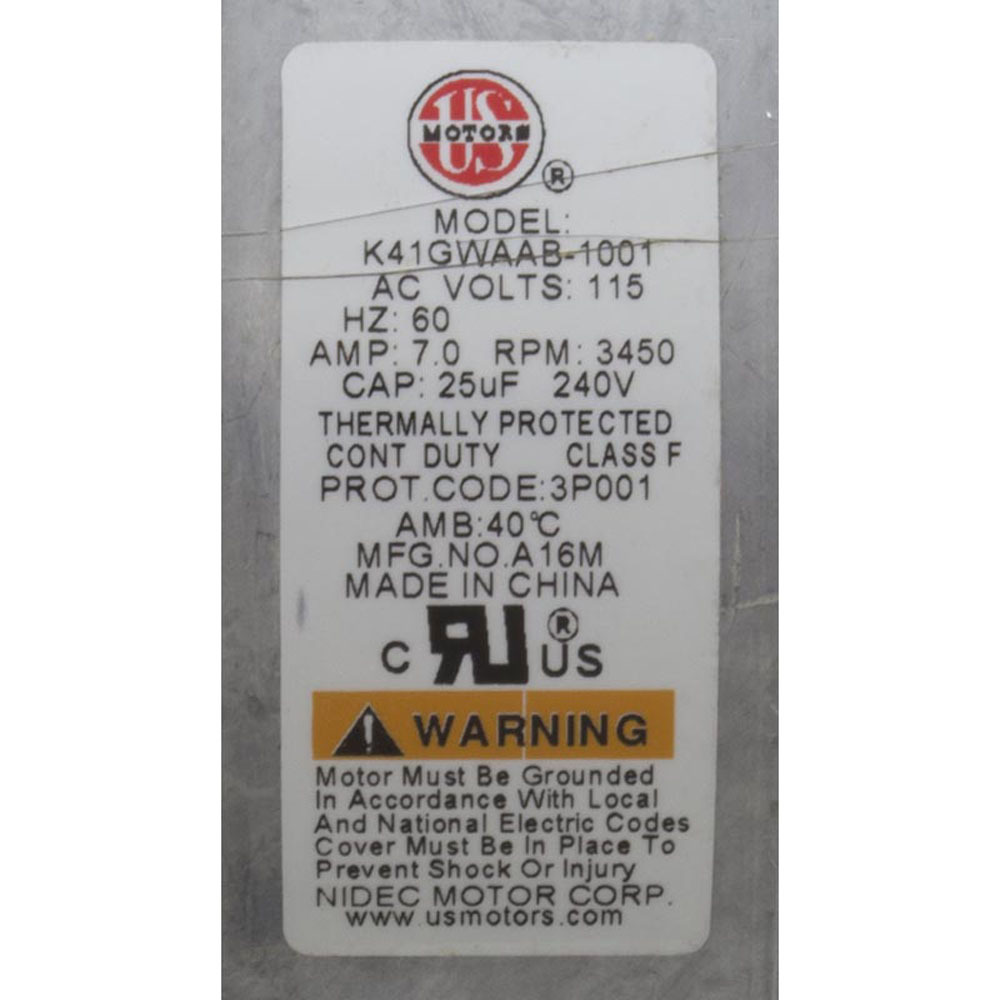 US
MOTORS
®
MODEL:
K41GWAAB-1001
AC VOLTS: 115
HZ: 60
AMP: 7.0 RPM: 3450
CAP: 25uF 240V
THERMALLY PROTECTED
CONT DUTY CLASS F
PROT.CODE:3P001
AMB:40°C
MFG.NO.A16M
MADE IN CHINA
C RU ® US
WARNING
Motor Must Be Grounded
In Accordance With Local
And National Electric Codes
Cover Must Be In Place To
Prevent Shock Or Injury
NIDEC MOTOR CORP.
www.usmotors.com